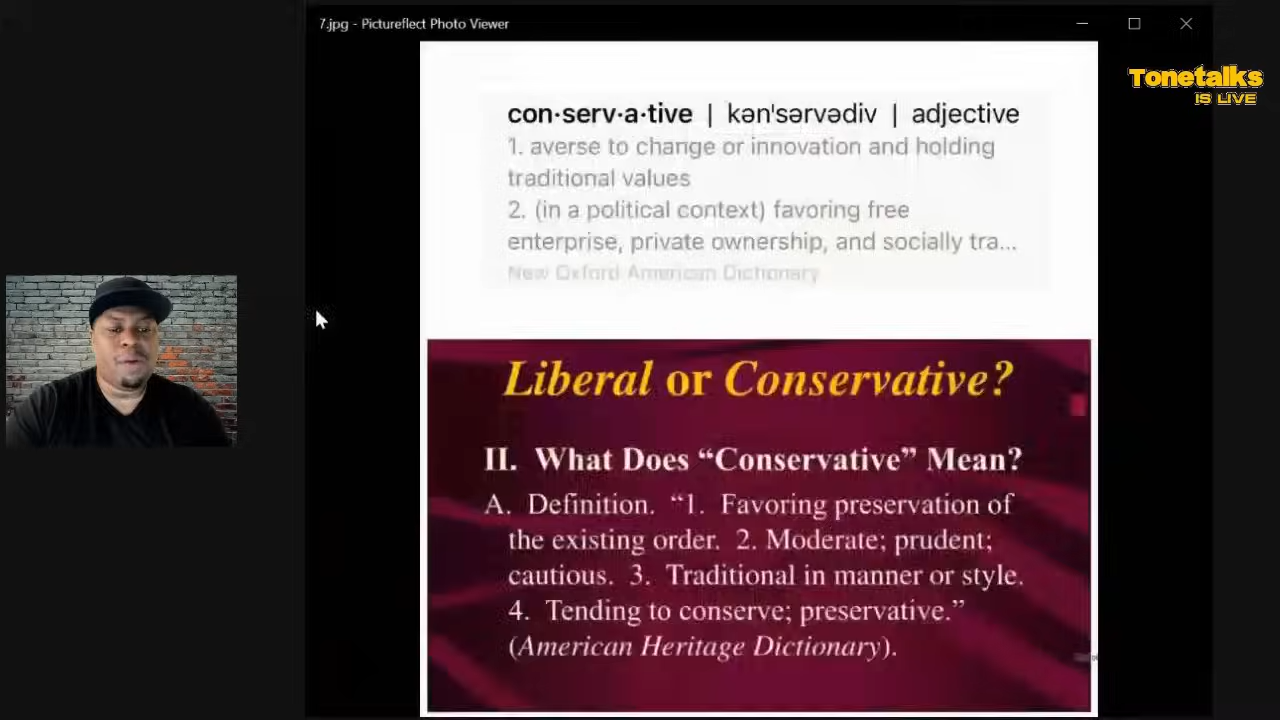 7.jpg - Pictureflect Photo Viewer
Tonetalks
IS LIVE
con·serv·a·tive | kən'sərvədiv | adjective
1. averse to change or innovation and holding
traditional values
2. (in a political context) favoring free
enterprise, private ownership, and socially tra...
New Oxford American Dictionary
Liberal or Conservative?
II. What Does “Conservative” Mean?
A. Definition. “1. Favoring preservation of
the existing order. 2. Moderate; prudent;
cautious. 3. Traditional in manner or style.
4. Tending to conserve; preservative.”
(American Heritage Dictionary).